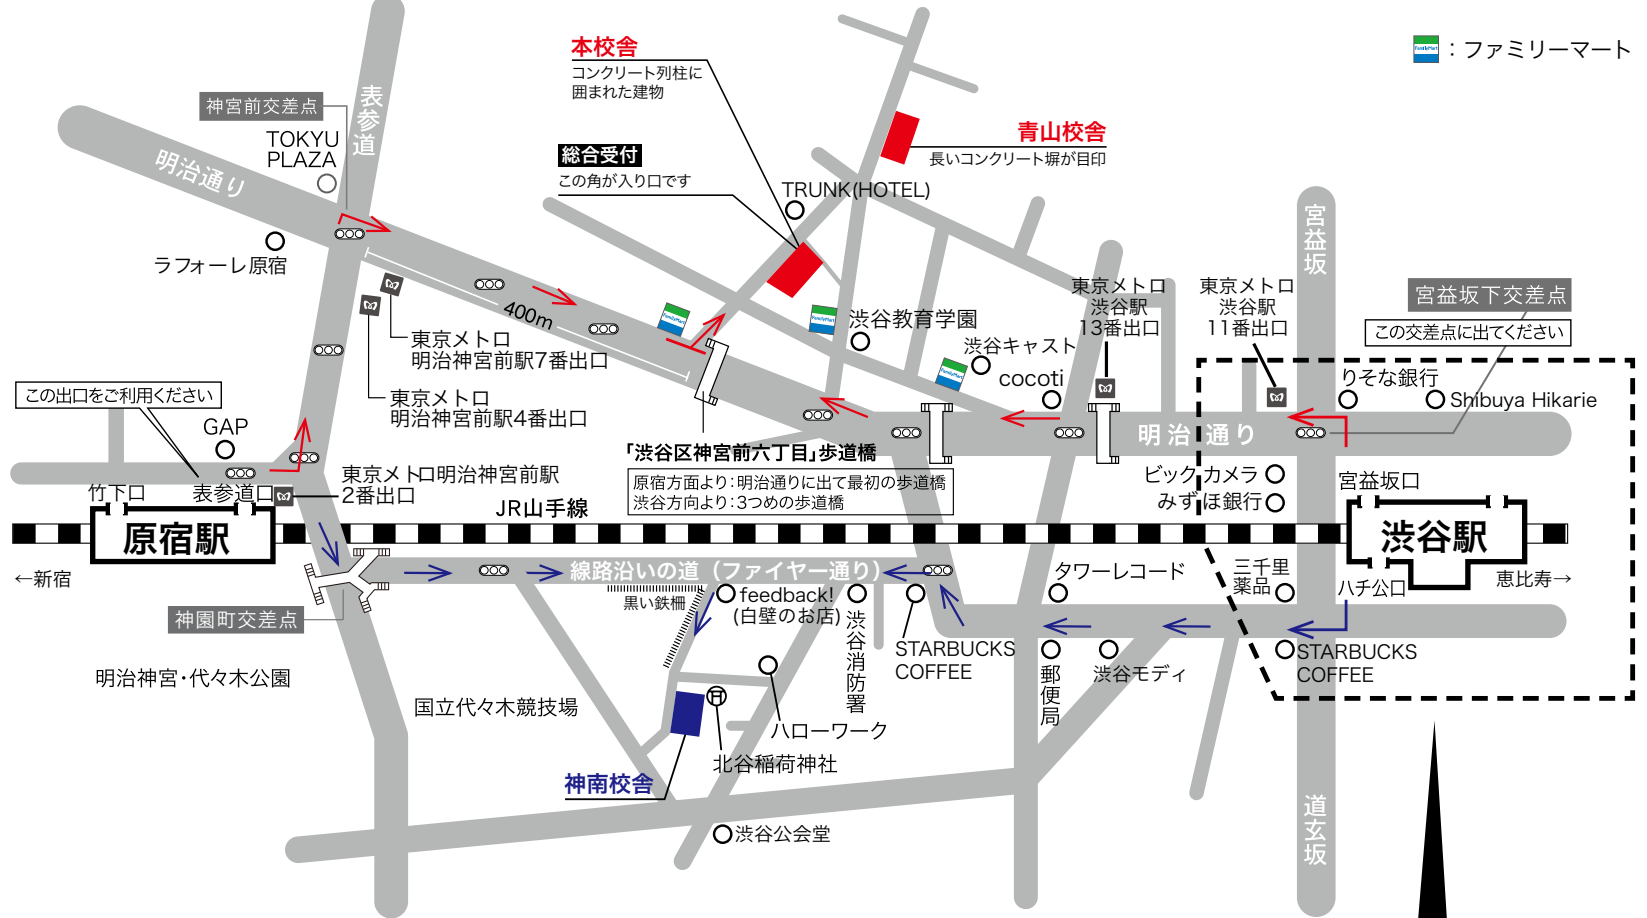 ：ファミリーマート
本校舎
コンクリート列柱に
囲まれた建物
表参道
神宮前交差点
TOKYU
PLAZA
明治通り
青山校舎
長いコンクリート塀が目印
総合受付
この角が入り口です
TRUNK(HOTEL)
宮益坂
ラフォーレ原宿
400m
東京メトロ
明治神宮前駅7番出口
東京メトロ
明治神宮前駅4番出口
FamilyMart
FamilyMart
FamilyMart
FamilyMart
渋谷教育学園
渋谷キャスト
cocoti
東京メトロ
渋谷駅
13番出口
東京メトロ
渋谷駅
11番出口
宮益坂下交差点
この交差点に出てください
りそな銀行
Shibuya Hikarie
この出口をご利用ください
GAP
明治通り
「渋谷区神宮前六丁目」歩道橋
原宿方面より：明治通りに出て最初の歩道橋
渋谷方向より：3つめの歩道橋
竹下口
表参道口
東京メトロ明治神宮前駅
2番出口
ビックカメラ
みずほ銀行
宮益坂口
JR山手線
原宿駅
渋谷駅
←新宿
恵比寿→
線路沿いの道（ファイヤー通り）
タワーレコード
三千里
薬品
ハチ公口
黒い鉄柵
feedback!
(白壁のお店)
渋谷消防署
神園町交差点
STARBUCKS
COFFEE
郵便局
渋谷モディ
STARBUCKS
COFFEE
明治神宮・代々木公園
国立代々木競技場
ハローワーク
北谷稲荷神社
神南校舎
渋谷公会堂
道玄坂